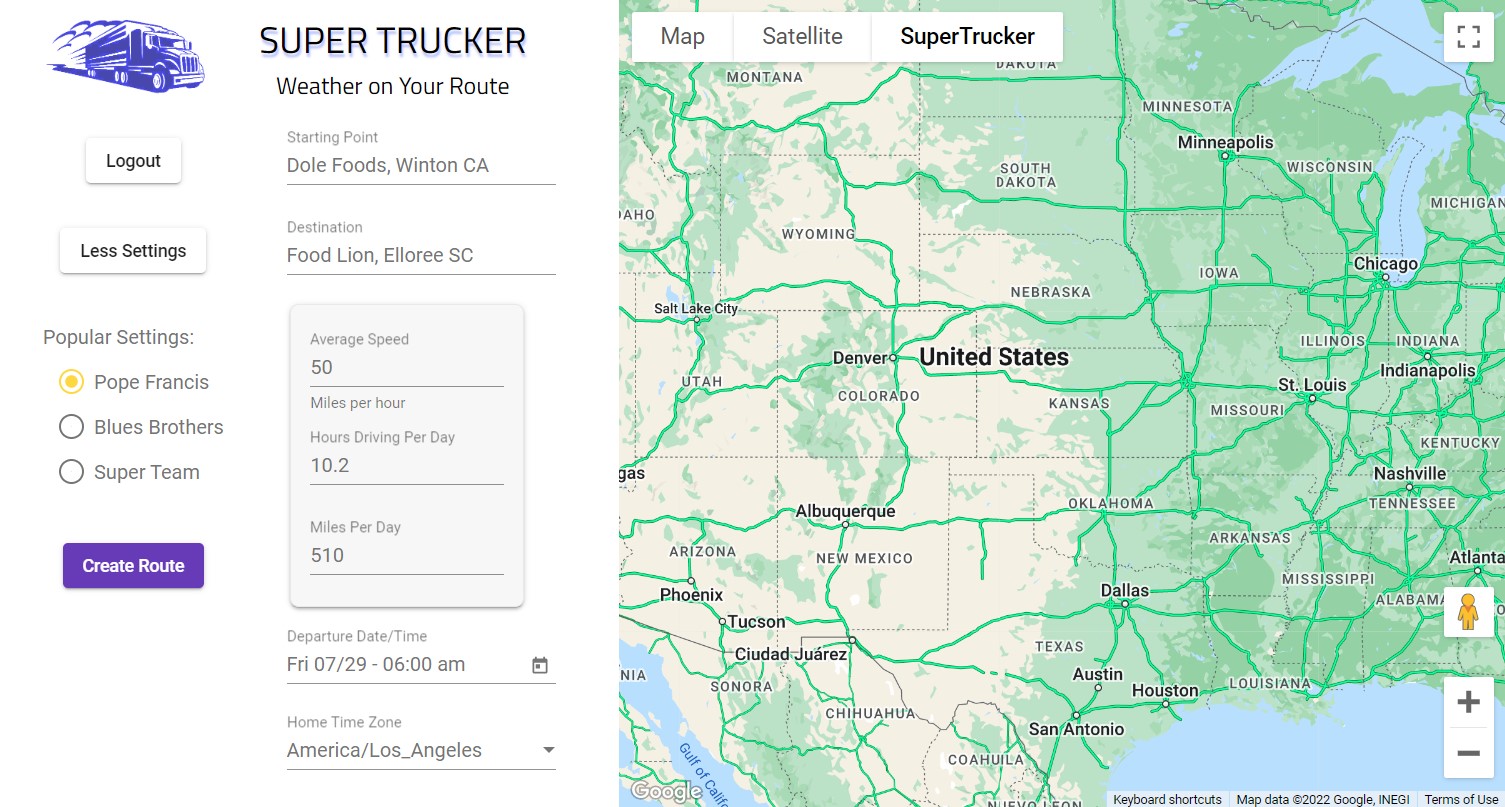 SUPER TRUCKER
Weather on Your Route
Logout
Less Settings
Popular Settings:
Pope Francis
Blues Brothers
Super Team
Create Route
Starting Point
Dole Foods, Winton CA
Destination
Food Lion, Elloree SC
Average Speed
50
Miles per hour
Hours Driving Per Day
10.2
Miles Per Day
510
Departure Date/Time
Fri 07/29 - 06:00 am
Home Time Zone
America/Los_Angeles
Map
Satellite
SuperTrucker
DAKOTA
MONTANA
MINNESOTA
Minneapolis
WISCONSIN
SOUTH
DAKOTA
MICHIGAN
DAHO
WYOMING
Chicago
IOWA
NEBRASKA
Salt Lake City
ILLINOIS
INDIANA
Denver
United States
Indianapolis
UTAH
St. Louis
COLORADO
KANSAS
MISSOURI
KENTUCKY
gas
Nashville
OKLAHOMA
TENNESSEE
Albuquerque
ARKANSAS
ARIZONA
NEW MEXICO
Atlanta
MISSISSIPPI
Phoenix
Dallas
ALABAMA
Tucson
Ciudad Juárez
TEXAS
NIA
SONORA
Austin
LOUISIANA
Houston
CHIHUAHUA
San Antonio
Gulf of Califo
COAHUILA
Google
NUEVO LEON
Keyboard shortcuts
Map data ©2022 Google, INEGI
Terms of Use